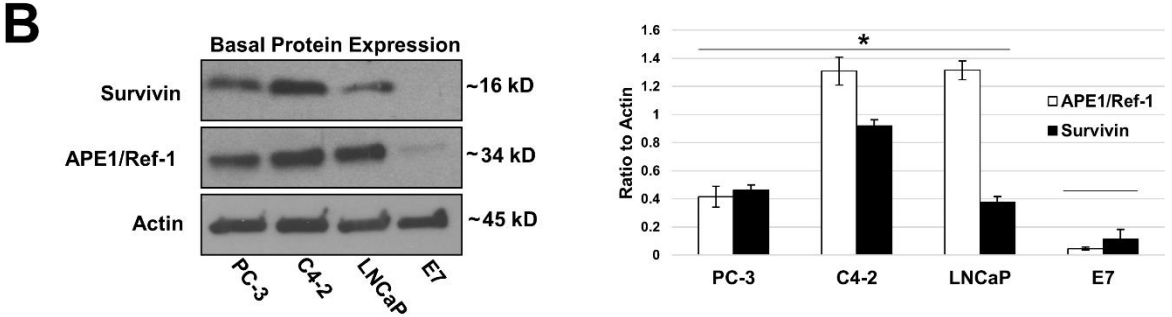 B
Basal Protein Expression
Survivin
~16 kD
APE1/Ref-1
~34 kD
Actin
~45 kD
PC-3
C4-2
LNCaP
E7
Ratio to Actin
1.6
1.4
1.2
1
0.8
0.6
0.4
0.2
0
*
APE1/Ref-1
Survivin
PC-3
C4-2
LNCaP
E7